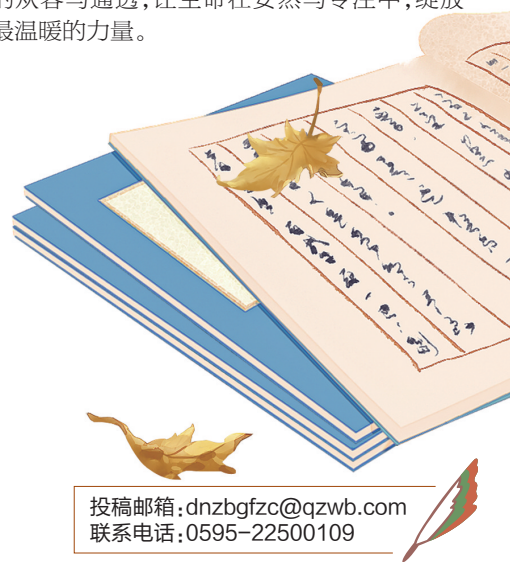 的从容与通透，让生命在安然与专注中，绽放
最温暖的力量。
投稿邮箱：dnzbgfzc@qzwb.com
联系电话：0595-22500109